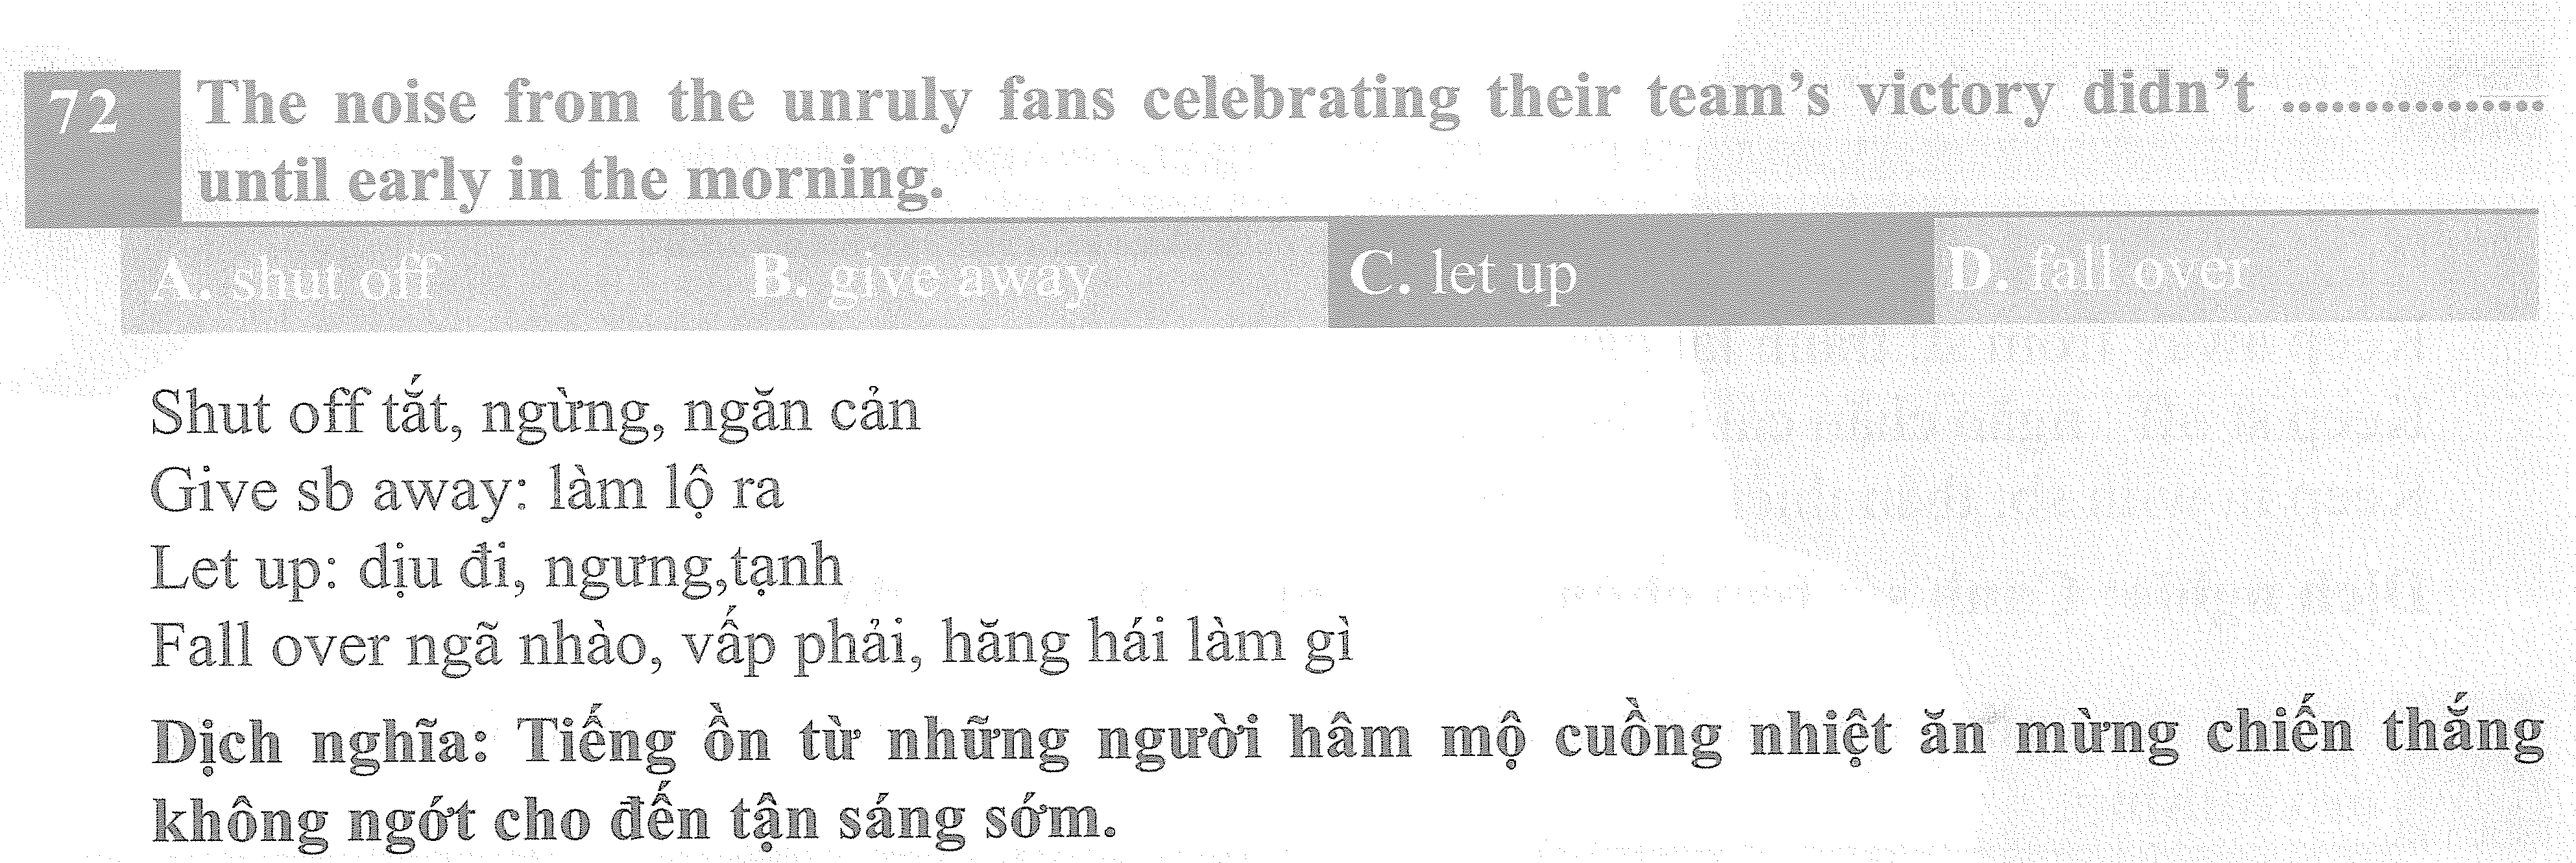 72 The noise from the unruly fans celebrating their team's victory didn't ................
until early in the morning.
A. shut off B. give away C. let up D. fall over
Shut off tắt, ngừng, ngăn cản
Give sb away: làm lộ ra
Let up: dịu đi, ngưng,tạnh
Fall over ngã nhào, vấp phải, hăng hái làm gì
Dịch nghĩa: Tiếng ồn từ những người hâm mộ cuồng nhiệt ăn mừng chiến thắng
không ngớt cho đến tận sáng sớm.